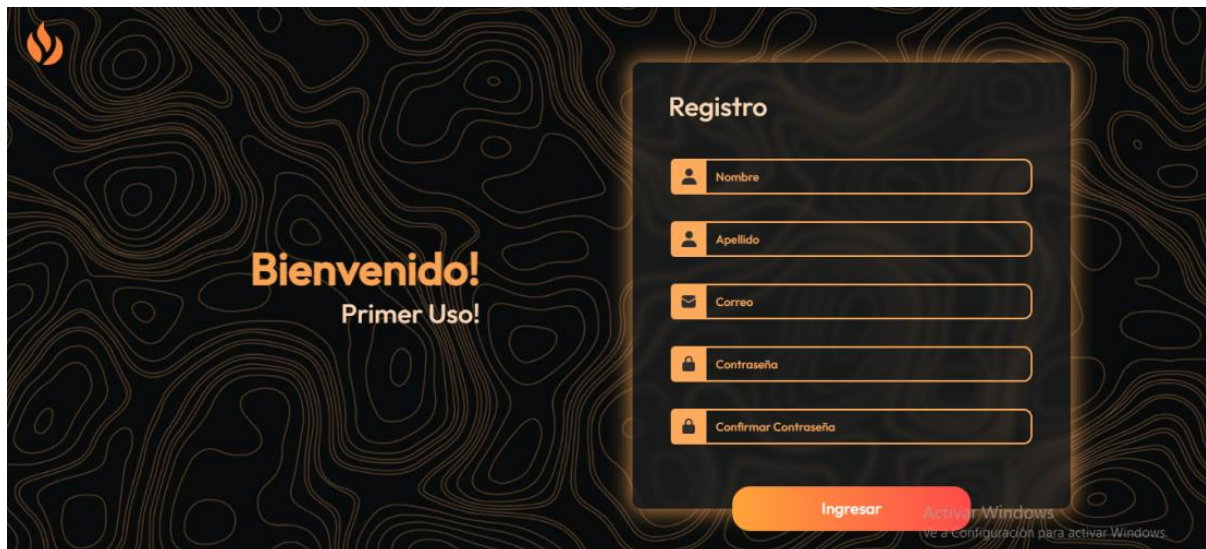 Registro
Nombre
Apellido
Bienvenido!
Primer Uso!
Correo
Contraseña
Confirmar Contraseña
Ingresar
Activar Windows
Ve a Configuración para activar Windows.